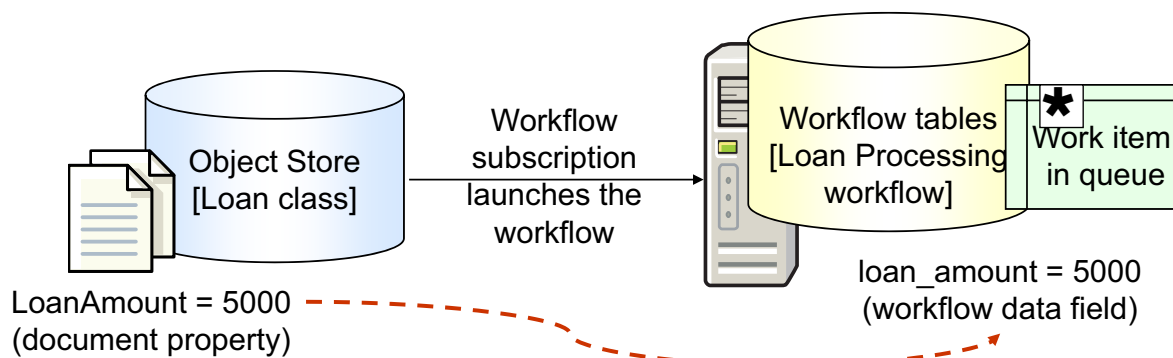 Object Store
[Loan class]
Workflow
subscription
launches the
workflow
Workflow tables
[Loan Processing
workflow]
*
Work item
in queue
LoanAmount = 5000
(document property)
loan_amount = 5000
(workflow data field)